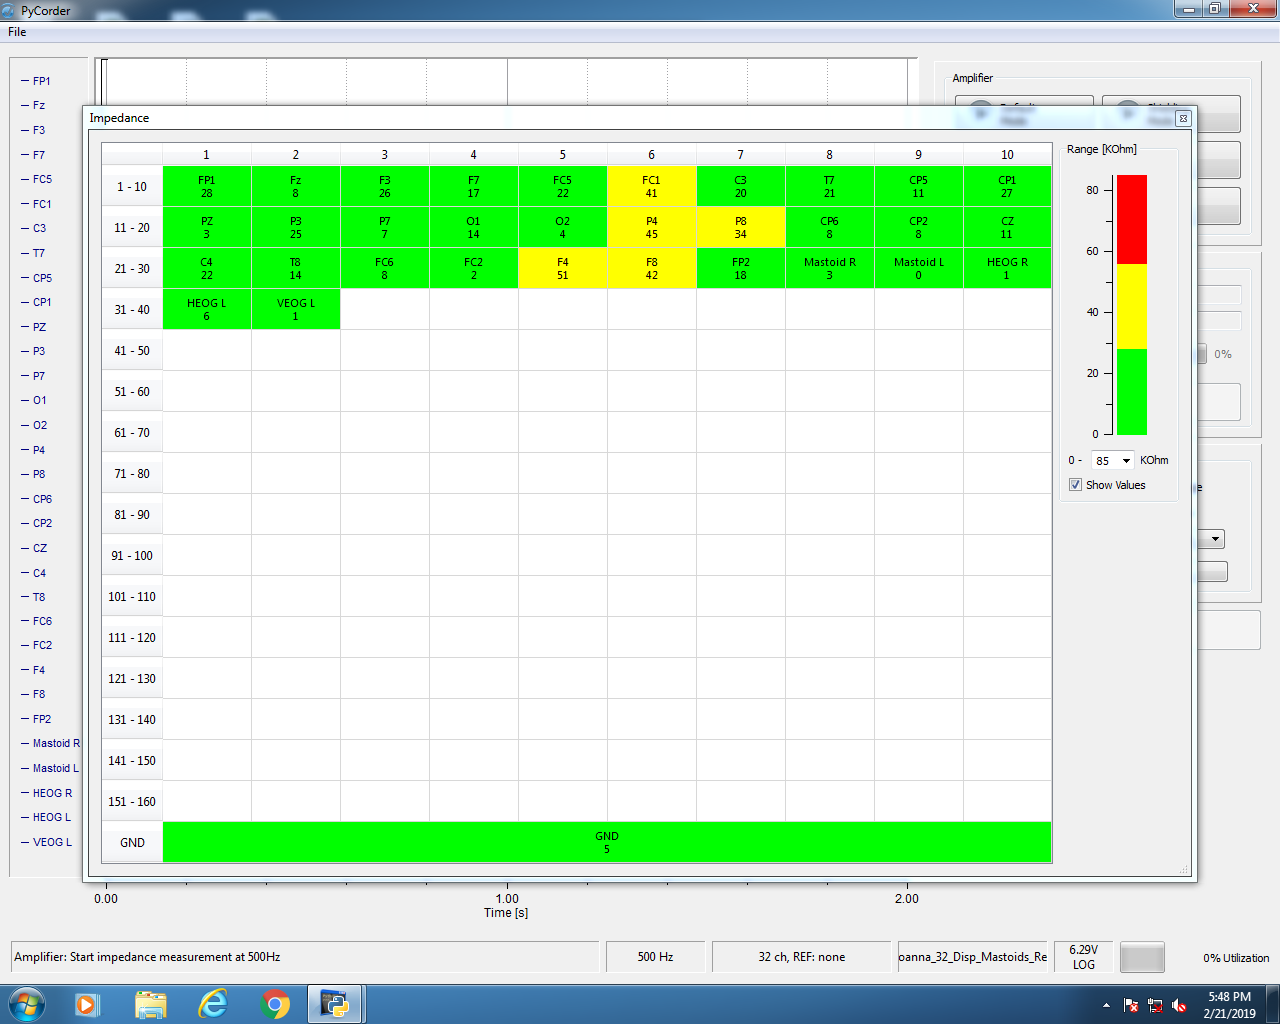 PyCorder
File
FP1
Fz
F3
F7
FC5
FC1
C3
T7
CP5
CP1
PZ
P3
P7
O1
O2
P4
P8
CP6
CP2
CZ
C4
T8
FC6
FC2
F4
F8
FP2
Mastoid R
Mastoid L
HEOG R
HEOG L
VEOG L
Amplifier
Impedance
1 2 3 4 5 6 7 8 9 10
1 - 10 FP1 Fz F3 F7 FC5 FC1 C3 T7 CP5 CP1
28 8 26 17 22 41 20 21 11 27
11 - 20 PZ P3 P7 O1 O2 P4 P8 CP6 CP2 CZ
3 25 7 14 4 45 34 8 8 11
21 - 30 C4 T8 FC6 FC2 F4 F8 FP2 Mastoid R Mastoid L HEOG R
22 14 8 2 51 42 18 3 0 1
31 - 40 HEOG L VEOG L
6 1
41 - 50
51 - 60
61 - 70
71 - 80
81 - 90
91 - 100
101 - 110
111 - 120
121 - 130
131 - 140
141 - 150
151 - 160
GND GND
5
Range [KOhm]
80
60
40
20
0
0 - 85 KOhm
Show Values
0%
0.00 1.00 2.00
Time [s]
Amplifier: Start impedance measurement at 500Hz
500 Hz
32 ch, REF: none
oanna_32_Disp_Mastoids_Re
6.29V
LOG
0% Utilization
5:48 PM
2/21/2019